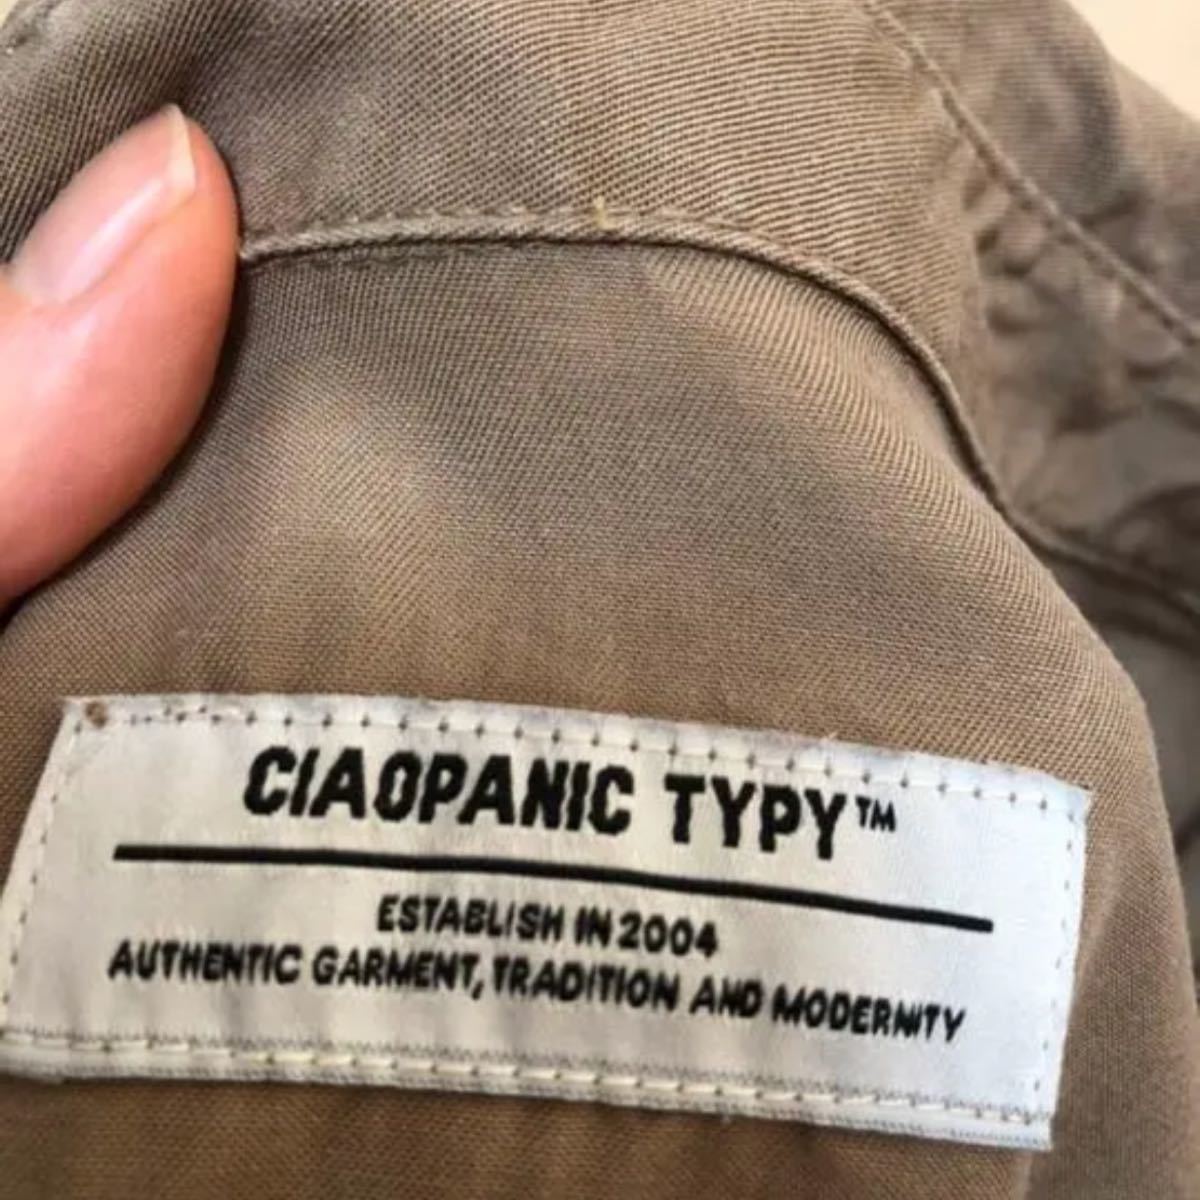 CIAOPANIC TYPY™
ESTABLISH IN 2004
AUTHENTIC GARMENT, TRADITION AND MODERNITY